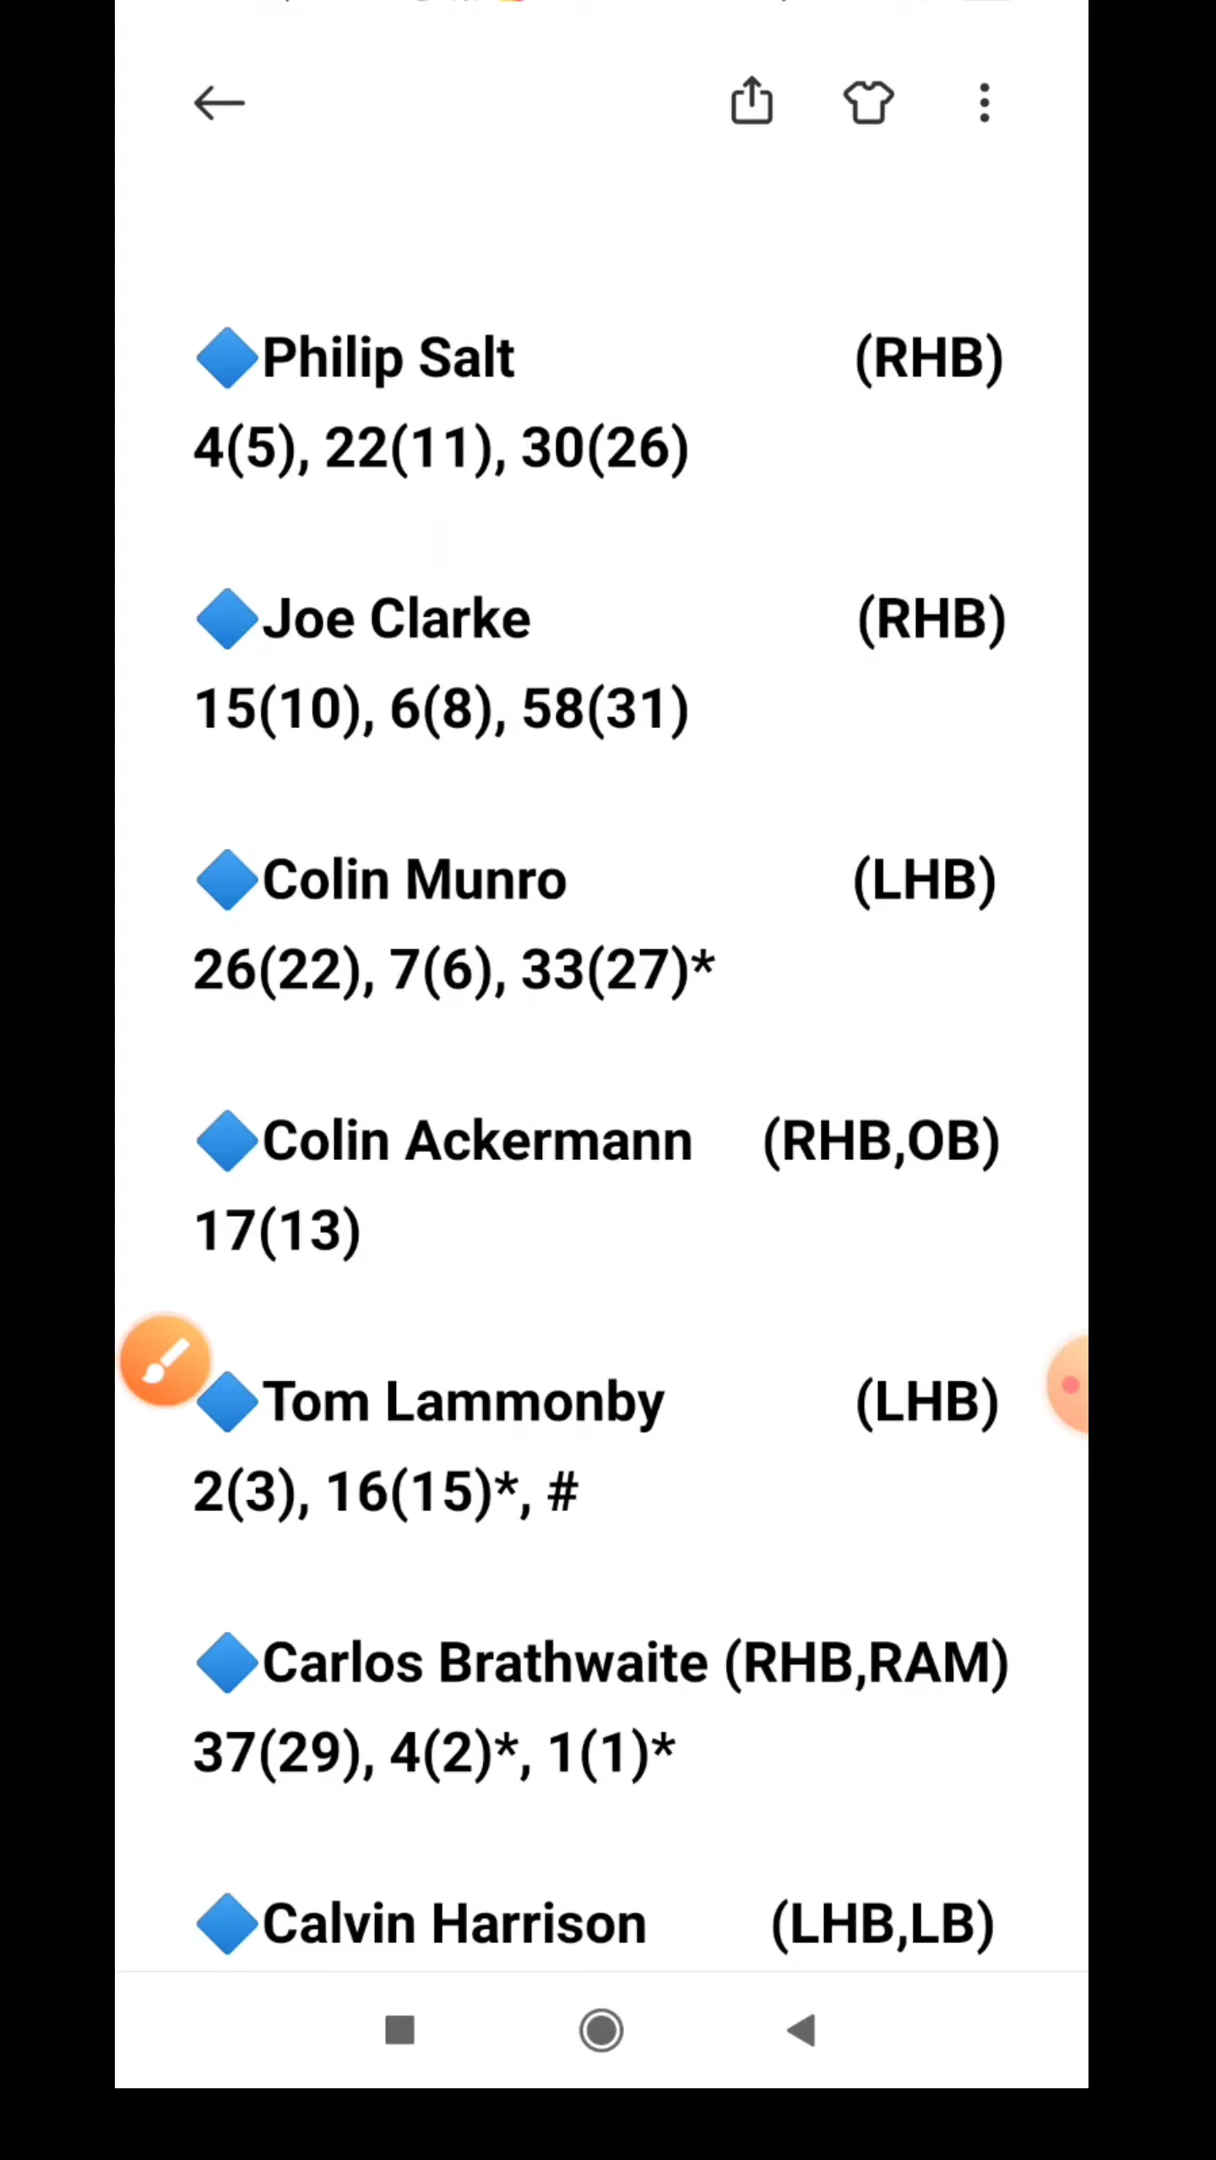 🔷Philip Salt (RHB)
4(5), 22(11), 30(26)
🔷Joe Clarke (RHB)
15(10), 6(8), 58(31)
🔷Colin Munro (LHB)
26(22), 7(6), 33(27)*
🔷Colin Ackermann (RHB,OB)
17(13)
🔷Tom Lammonby (LHB)
2(3), 16(15)*, #
🔷Carlos Brathwaite (RHB,RAM)
37(29), 4(2)*, 1(1)*
🔷Calvin Harrison (LHB,LB)